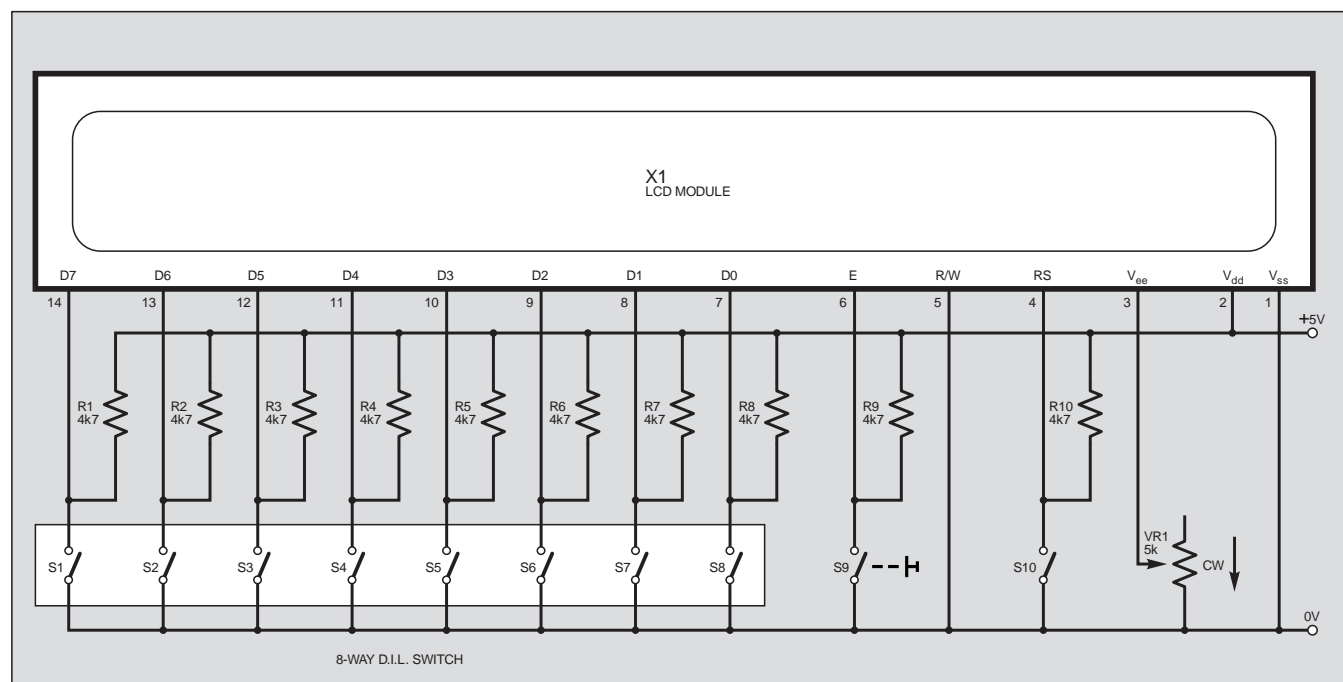 X1
LCD MODULE
D7 D6 D5 D4 D3 D2 D1 D0 E R/W RS Vee Vdd Vss
14 13 12 11 10 9 8 7 6 5 4 3 2 1
+5V
R1 R2 R3 R4 R5 R6 R7 R8 R9 R10
4k7 4k7 4k7 4k7 4k7 4k7 4k7 4k7 4k7 4k7
VR1
5k
S1 S2 S3 S4 S5 S6 S7 S8 S9 S10 CW
0V
8-WAY D.I.L. SWITCH